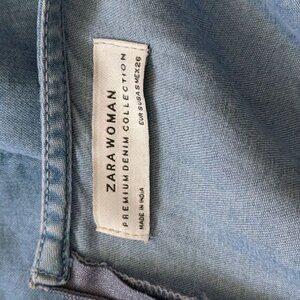 ZARA WOMAN
PREMIUM DENIM COLLECTION
EUR S USA S MEX 26
MADE IN INDIA